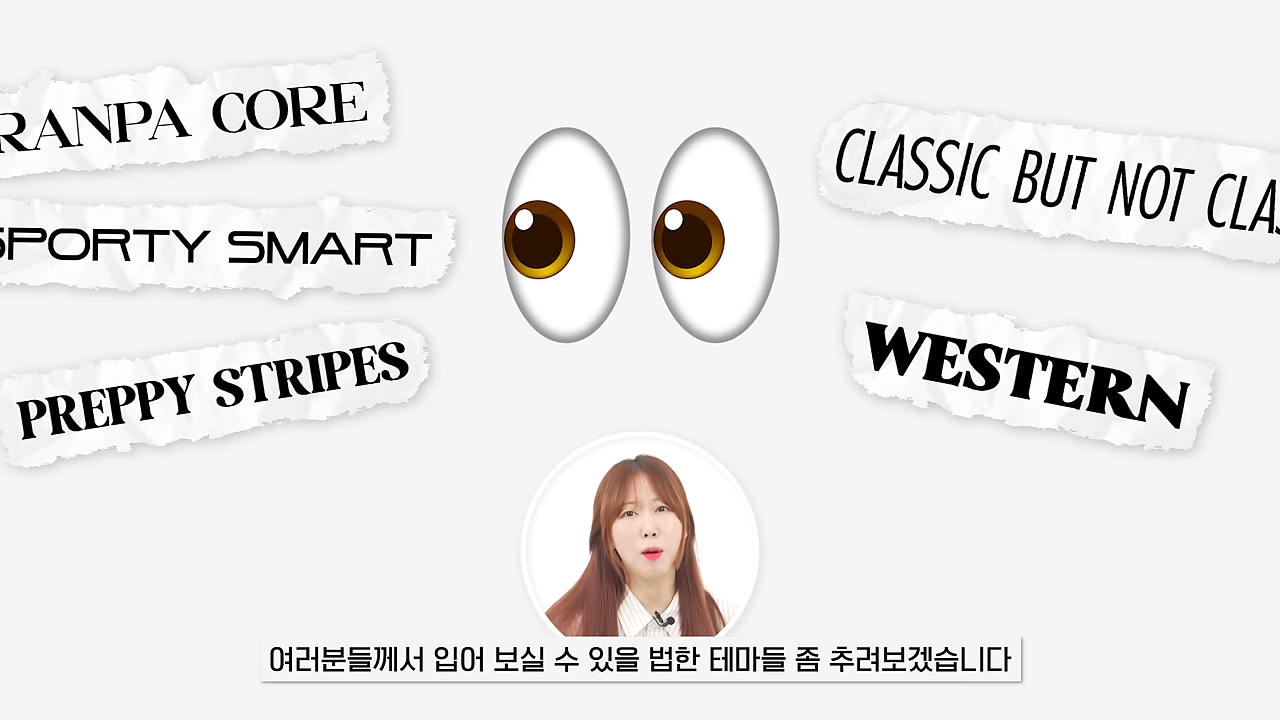 RANPA CORE
SPORTY SMART
PREPPY STRIPES
CLASSIC BUT NOT CLAS
WESTERN
여러분들께서 입어 보실 수 있을 법한 테마들 좀 추려보겠습니다